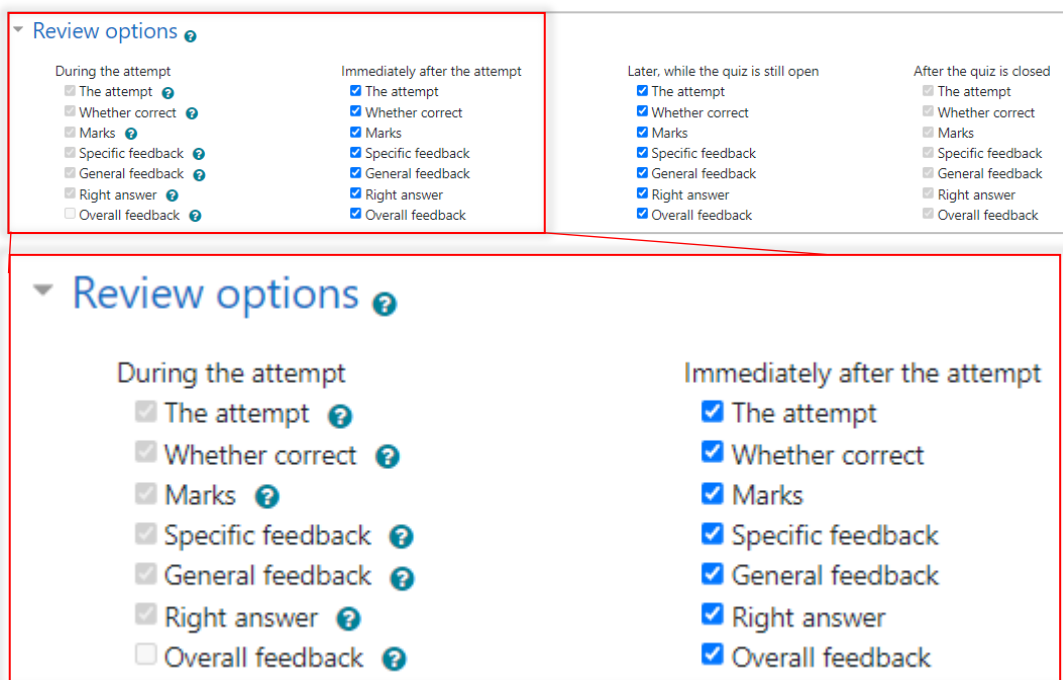 Review options
During the attempt
The attempt
Whether correct
Marks
Specific feedback
General feedback
Right answer
Overall feedback
Immediately after the attempt
The attempt
Whether correct
Marks
Specific feedback
General feedback
Right answer
Overall feedback
Later, while the quiz is still open
The attempt
Whether correct
Marks
Specific feedback
General feedback
Right answer
Overall feedback
After the quiz is closed
The attempt
Whether correct
Marks
Specific feedback
General feedback
Right answer
Overall feedback
Review options
During the attempt
The attempt
Whether correct
Marks
Specific feedback
General feedback
Right answer
Overall feedback
Immediately after the attempt
The attempt
Whether correct
Marks
Specific feedback
General feedback
Right answer
Overall feedback